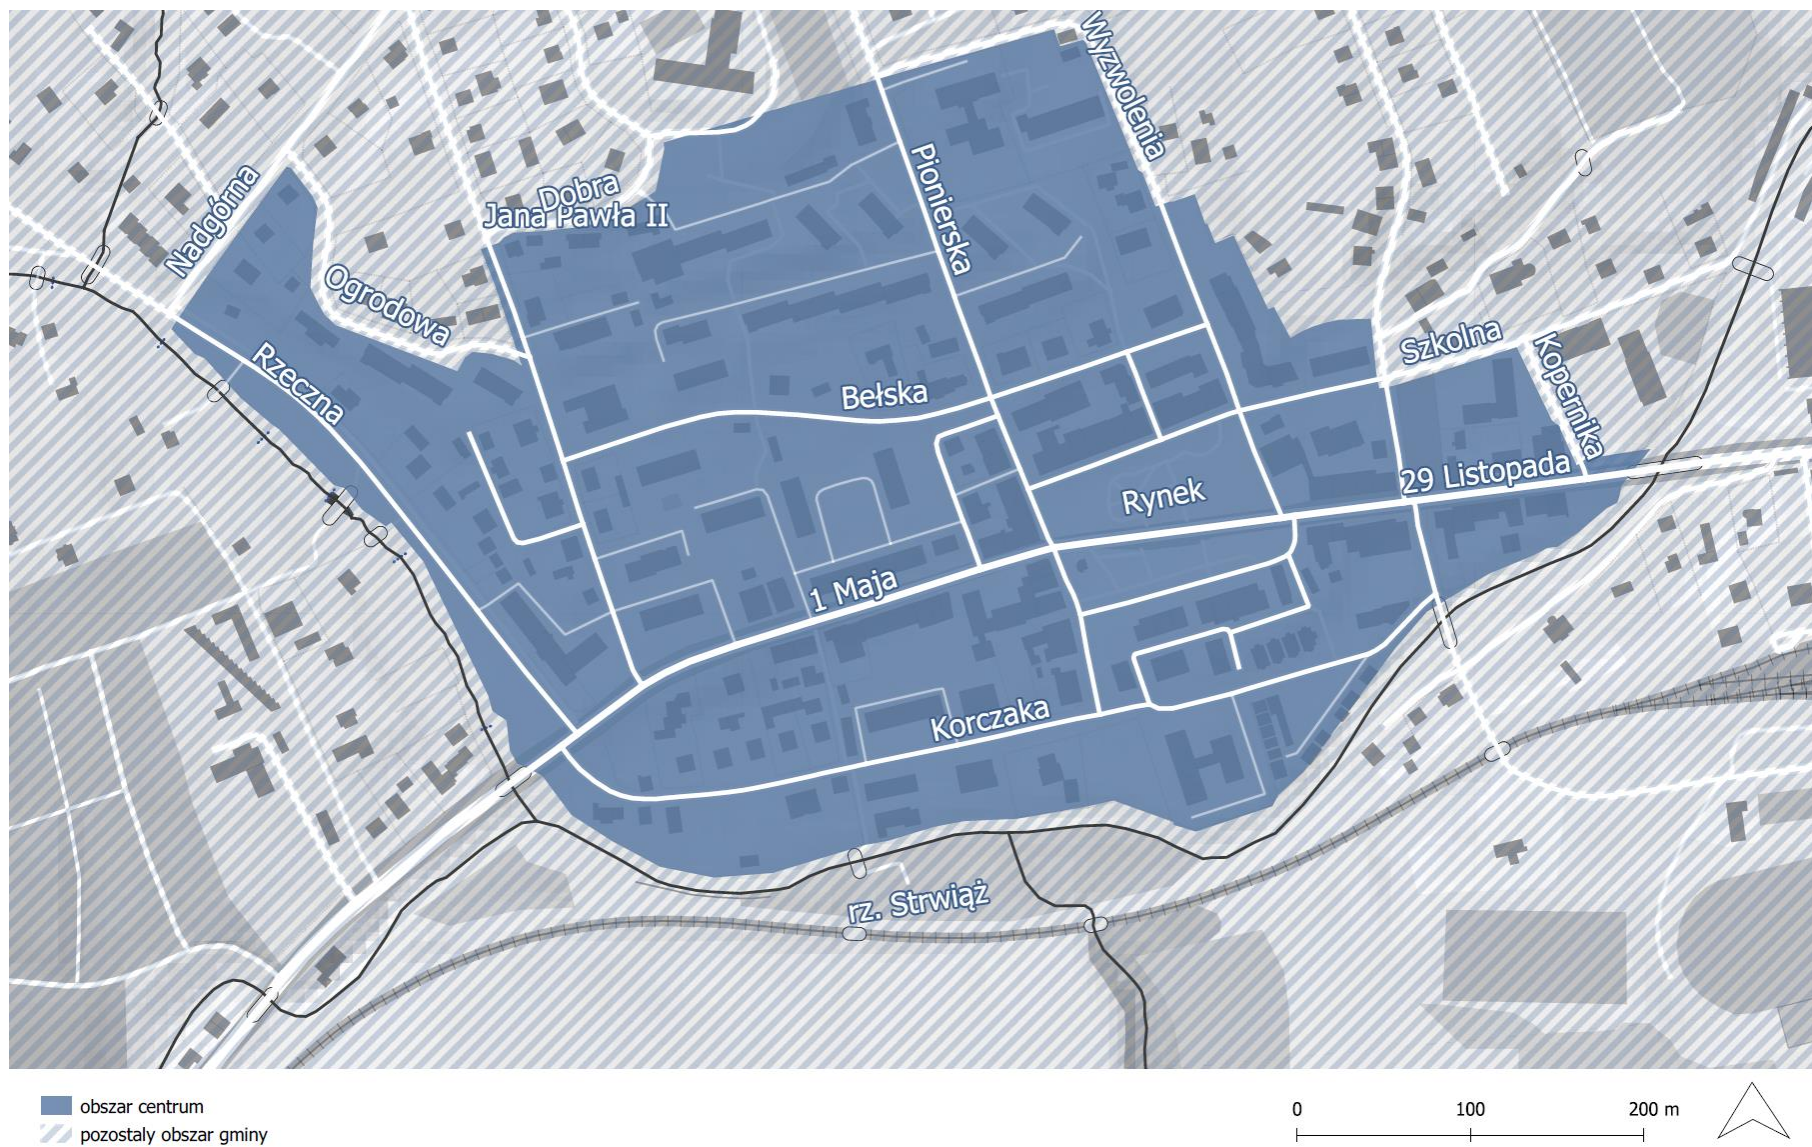 Wyzwolenia
Pionierska
Dobra
Jana Pawła II
Nadgórna
Ogrodowa
Rzeczna
Szkolna
Kopernika
Bełska
Rynek
29 Listopada
1 Maja
Korczaka
rz. Strwiąż
obszar centrum
pozostaly obszar gminy
0 100 200 m